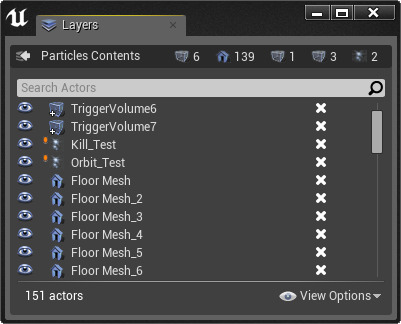 Layers
Particles Contents 6 139 1 3 2
Search Actors
TriggerVolume6
TriggerVolume7
Kill_Test
Orbit_Test
Floor Mesh
Floor Mesh_2
Floor Mesh_3
Floor Mesh_4
Floor Mesh_5
Floor Mesh_6
151 actors View Options